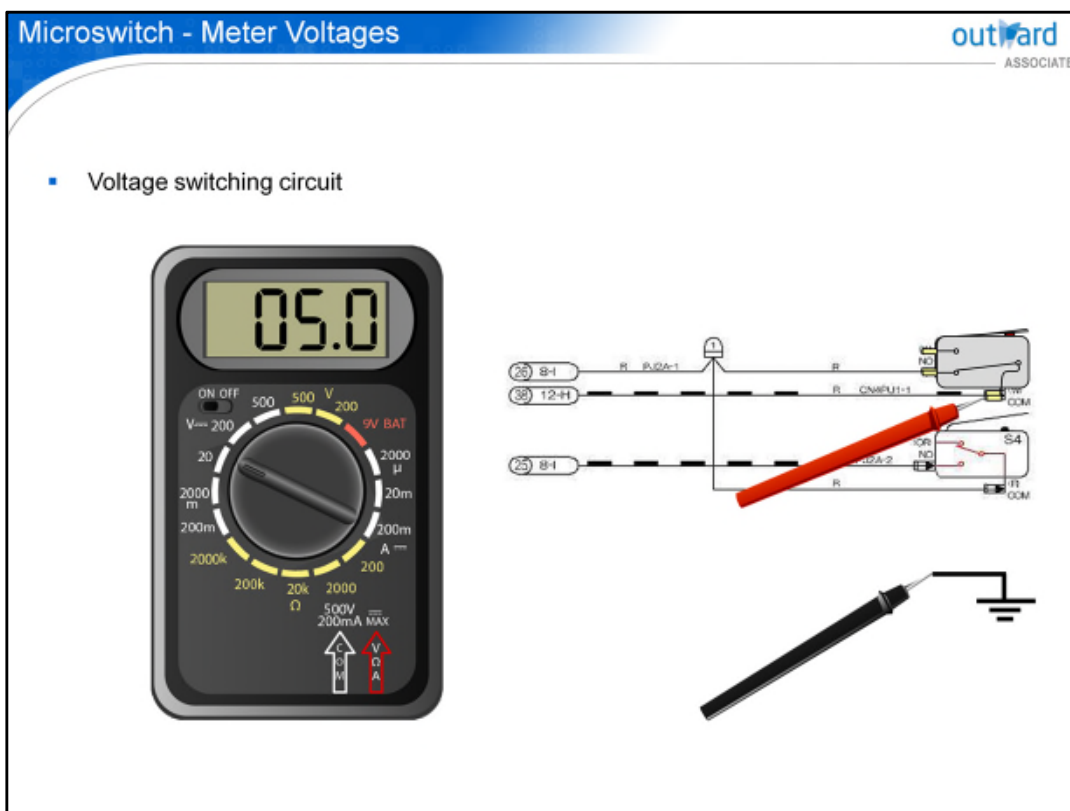 Microswitch - Meter Voltages
outward
ASSOCIATE
Voltage switching circuit
05.0
ON OFF
500
500
V
200
V 200
9V BAT
20
2000
µ
2000
m
20m
200m
200m
A
2000k
200
200k
20k
2000
Ω
500V
200mA
MAX
COM
VΩA
1
26 8-I
R PJ2A-1
R
NO
38 12-H
R CN4PU1-1
COM
S4
NO
25 8-I
PJ2A-2
R
COM